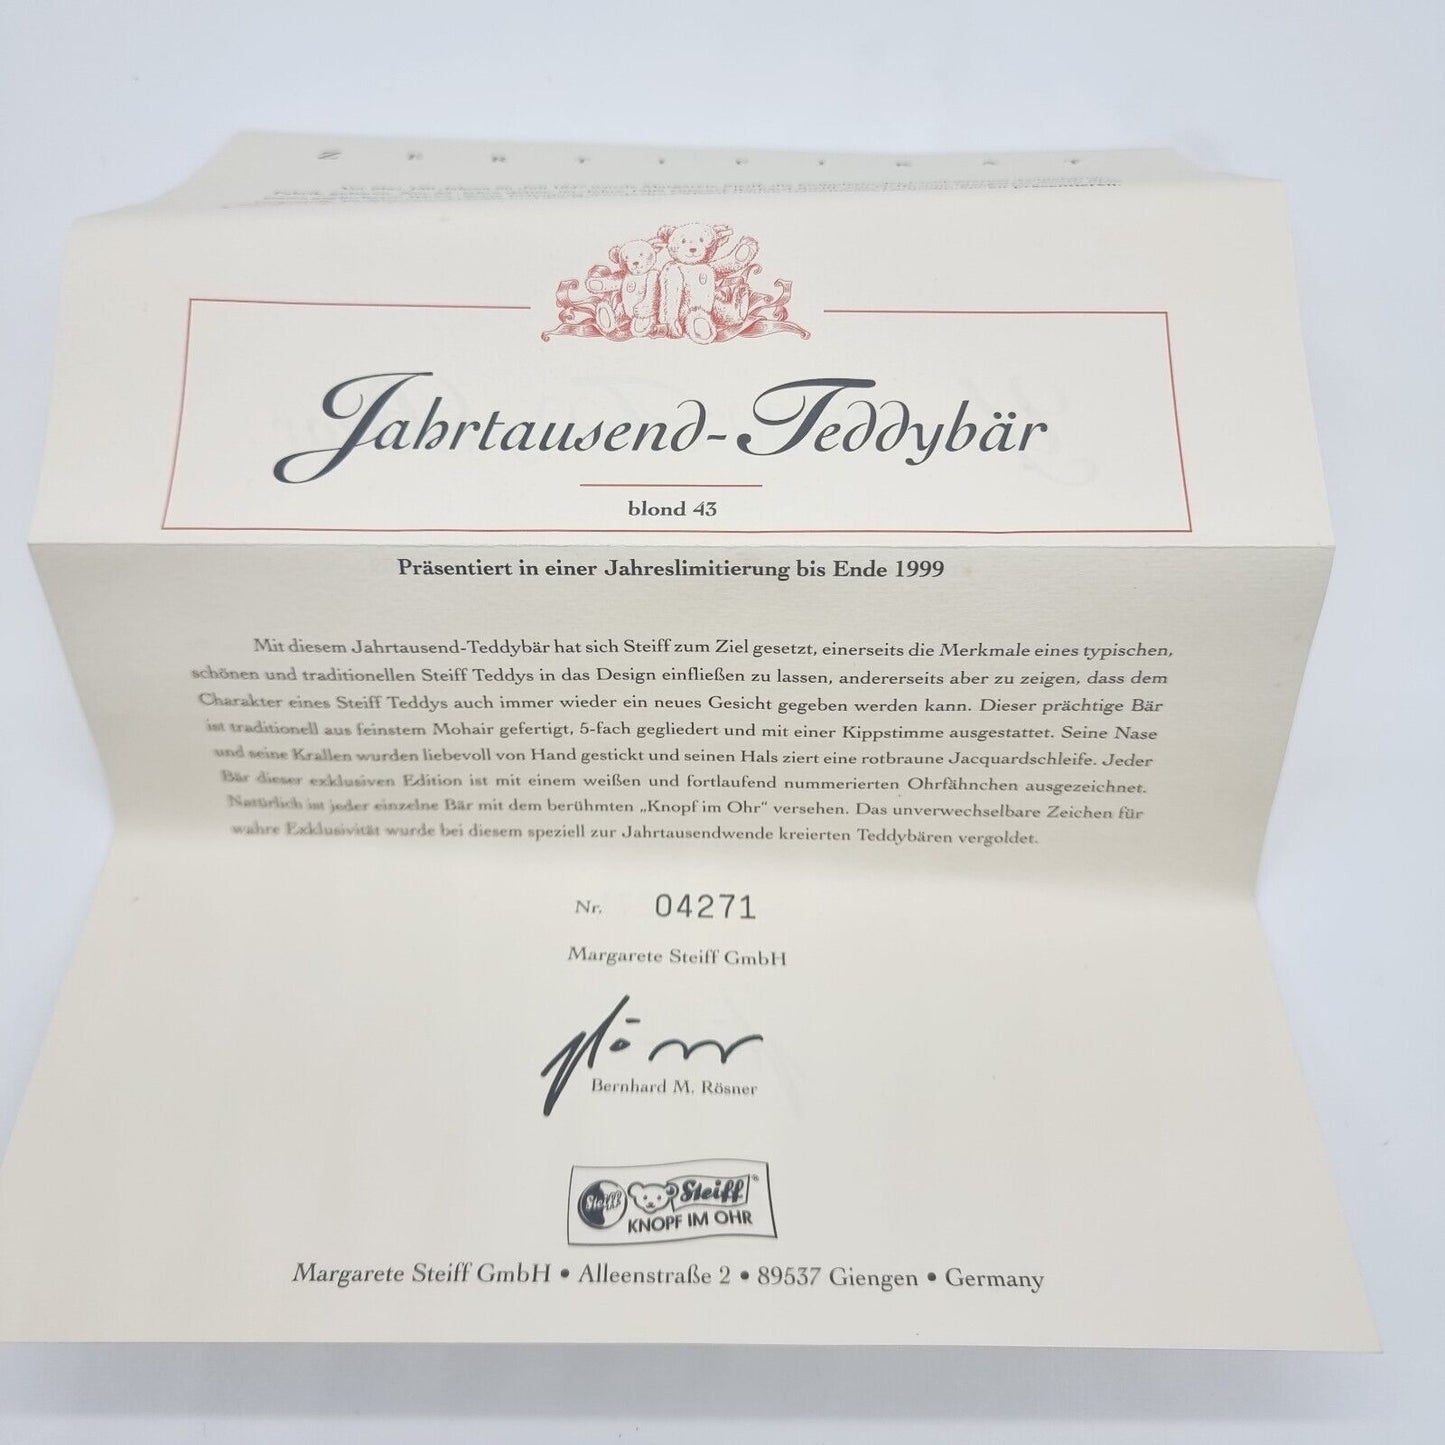 ZERTIFIKAT
Jahrtausend-Teddybär
blond 43
Präsentiert in einer Jahreslimitierung bis Ende 1999
Mit diesem Jahrtausend-Teddybär hat sich Steiff zum Ziel gesetzt, einerseits die Merkmale eines typischen,
schönen und traditionellen Steiff Teddys in das Design einfließen zu lassen, andererseits aber zu zeigen, dass dem
Charakter eines Steiff Teddys auch immer wieder ein neues Gesicht gegeben werden kann. Dieser prächtige Bär
ist traditionell aus feinstem Mohair gefertigt, 5-fach gegliedert und mit einer Kippstimme ausgestattet. Seine Nase
und seine Krallen wurden liebevoll von Hand gestickt und seinen Hals ziert eine rotbraune Jacquardschleife. Jeder
Bär dieser exklusiven Edition ist mit einem weißen und fortlaufend nummerierten Ohrfähnchen ausgezeichnet.
Natürlich ist jeder einzelne Bär mit dem berühmten „Knopf im Ohr“ versehen. Das unverwechselbare Zeichen für
wahre Exklusivität wurde bei diesem speziell zur Jahrtausendwende kreierten Teddybären vergoldet.
Nr. 04271
Margarete Steiff GmbH
Bernhard M. Rösner
Steiff Steiff®
KNOPF IM OHR
Margarete Steiff GmbH • Alleenstraße 2 • 89537 Giengen • Germany